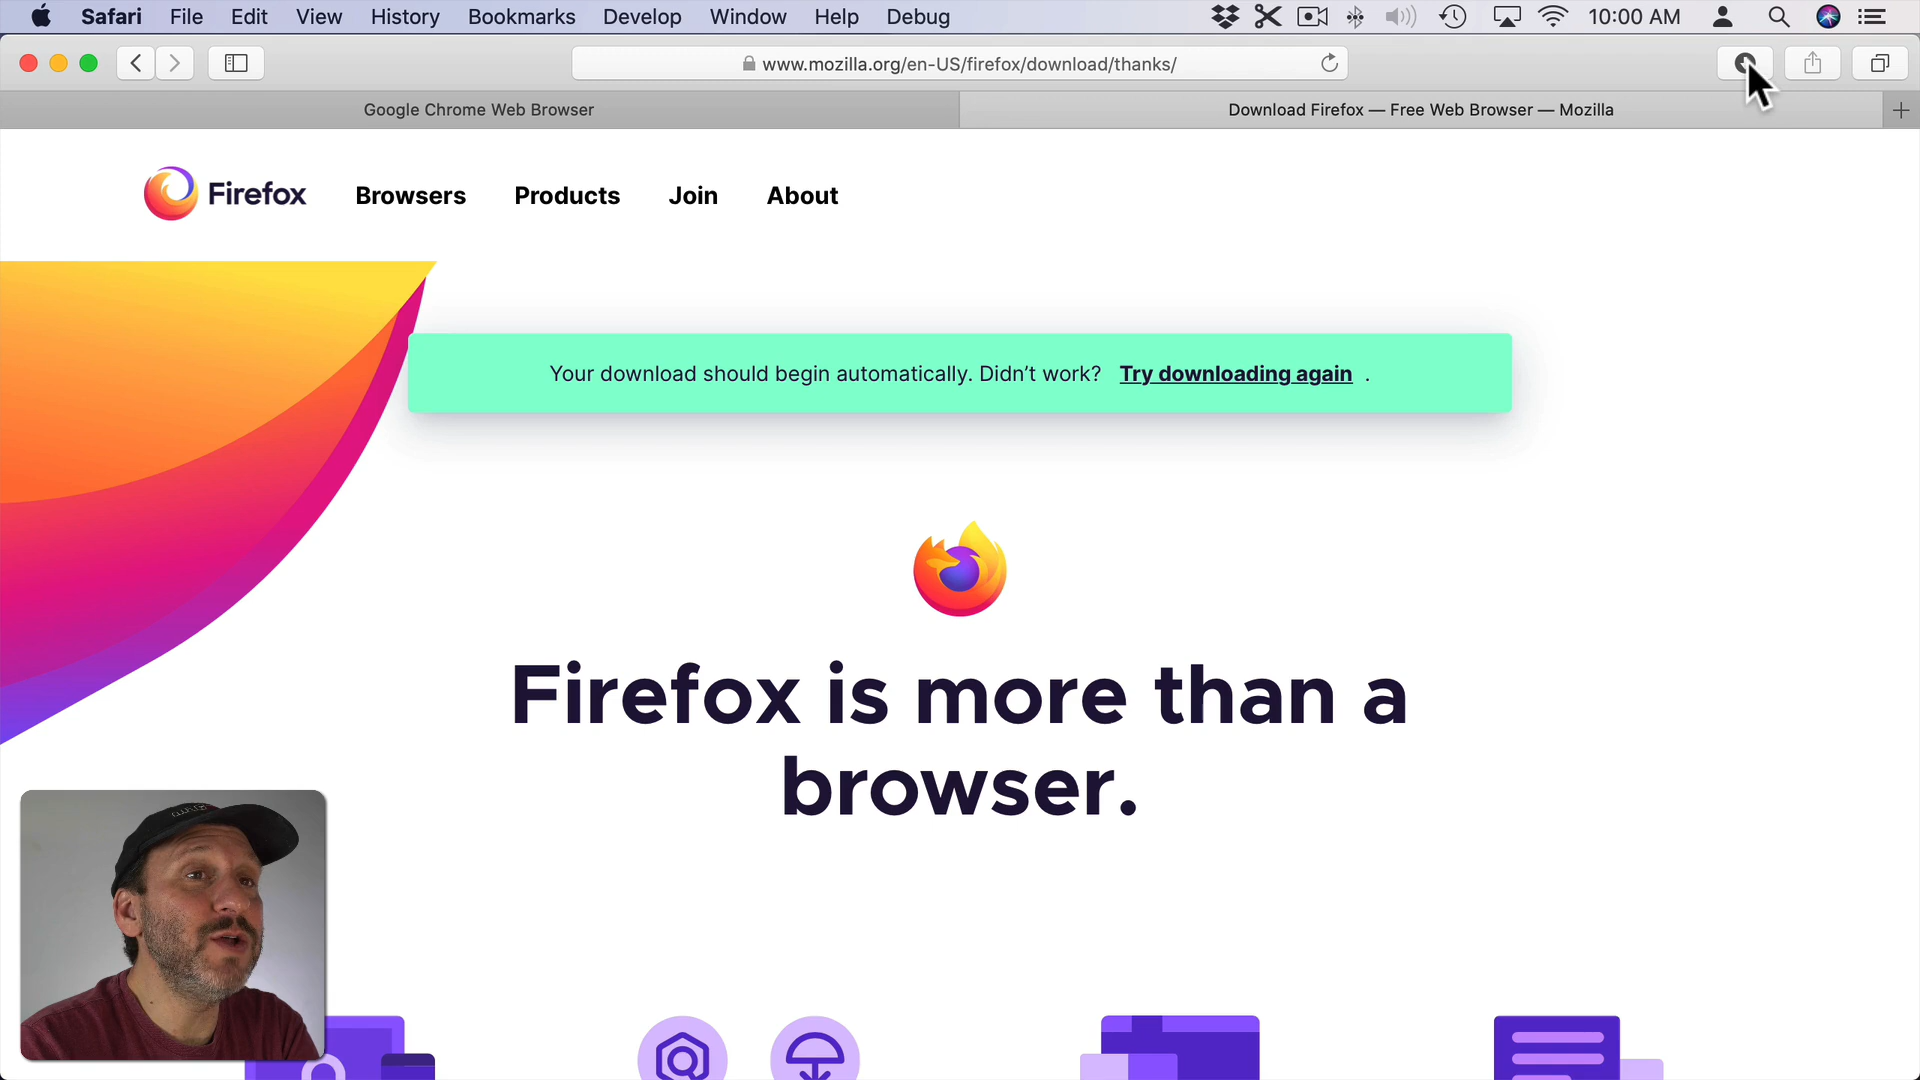 Safari File Edit View History Bookmarks Develop Window Help Debug 10:00 AM
www.mozilla.org/en-US/firefox/download/thanks/
Google Chrome Web Browser
Download Firefox — Free Web Browser — Mozilla
Firefox Browsers Products Join About
Your download should begin automatically. Didn’t work? Try downloading again .
Firefox is more than a
browser.